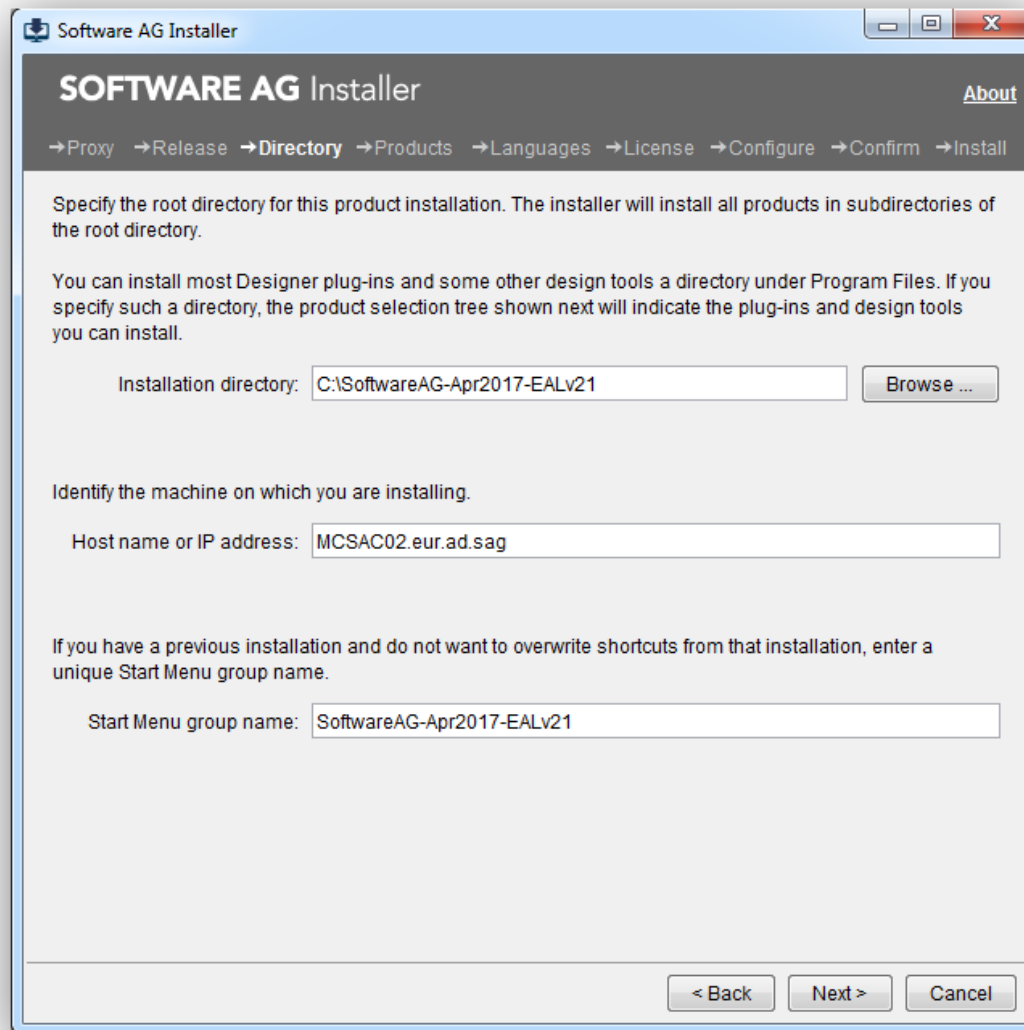 Software AG Installer
SOFTWARE AG Installer
About
→Proxy →Release →Directory →Products →Languages →License →Configure →Confirm →Install
Specify the root directory for this product installation. The installer will install all products in subdirectories of
the root directory.
You can install most Designer plug-ins and some other design tools a directory under Program Files. If you
specify such a directory, the product selection tree shown next will indicate the plug-ins and design tools
you can install.
Installation directory: C:\SoftwareAG-Apr2017-EALv21 Browse ...
Identify the machine on which you are installing.
Host name or IP address: MCSAC02.eur.ad.sag
If you have a previous installation and do not want to overwrite shortcuts from that installation, enter a
unique Start Menu group name.
Start Menu group name: SoftwareAG-Apr2017-EALv21
< Back Next > Cancel